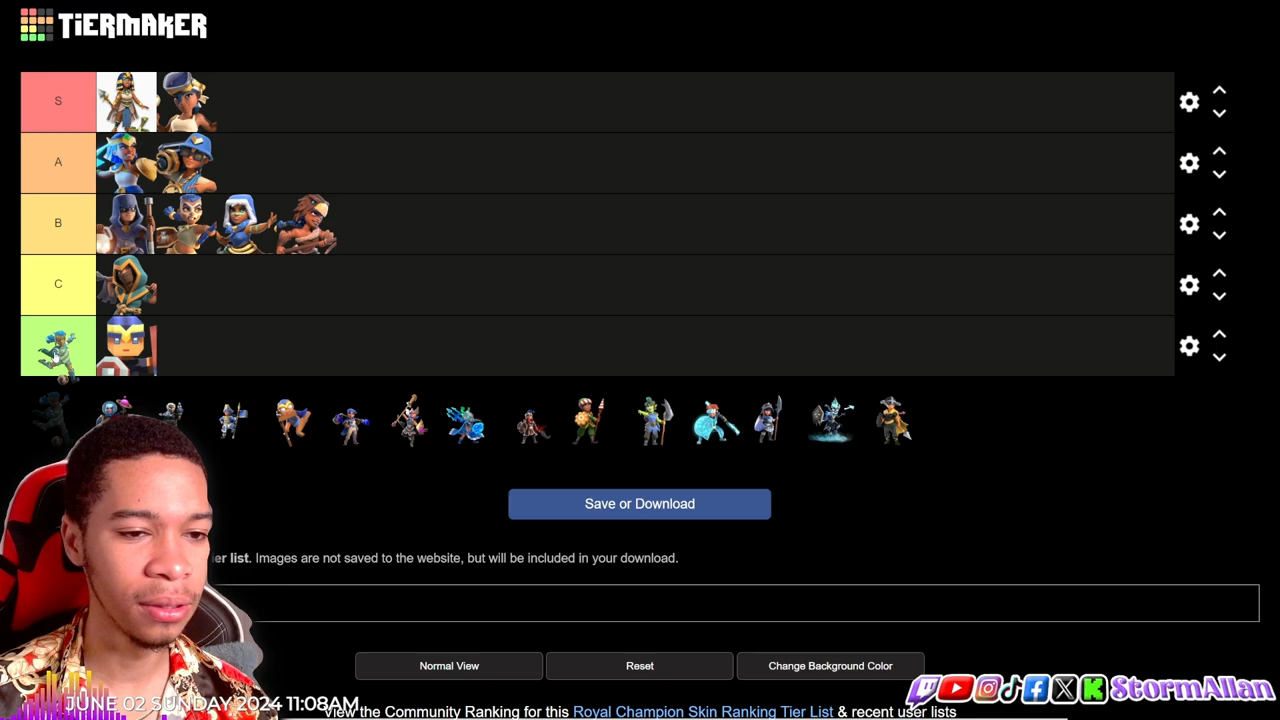 TiERMAKER
S
A
B
C
Save or Download
ier list. Images are not saved to the website, but will be included in your download.
Normal View
Reset
Change Background Color
JUNE 02 SUNDAY 2024 11:08AM
StormAllan
View the Community Ranking for this Royal Champion Skin Ranking Tier List & recent user lists